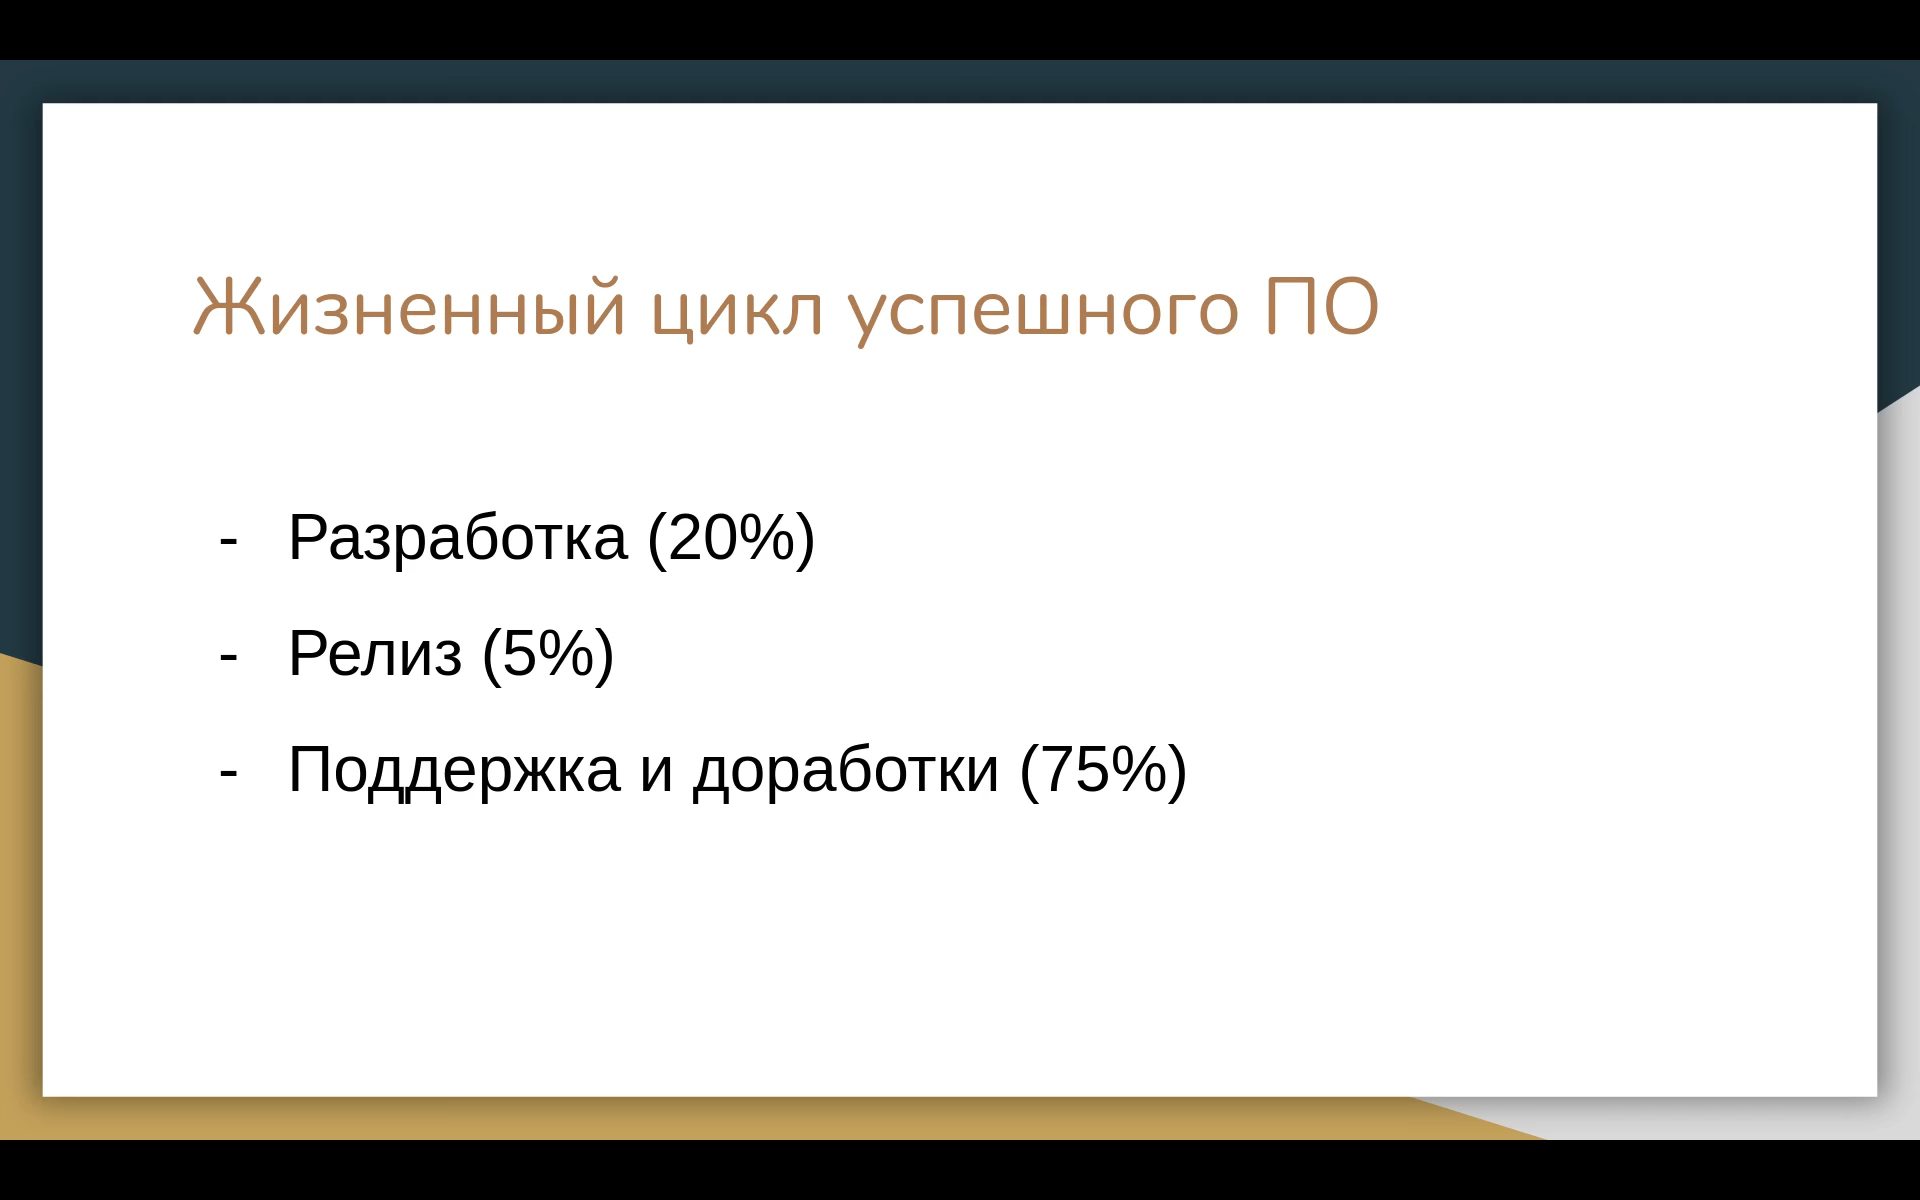 Жизненный цикл успешного ПО
- Разработка (20%)
- Релиз (5%)
- Поддержка и доработки (75%)